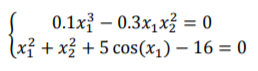 0.1x₁³ − 0.3x₁x₂² = 0
x₁² + x₂² + 5 cos(x₁) − 16 = 0